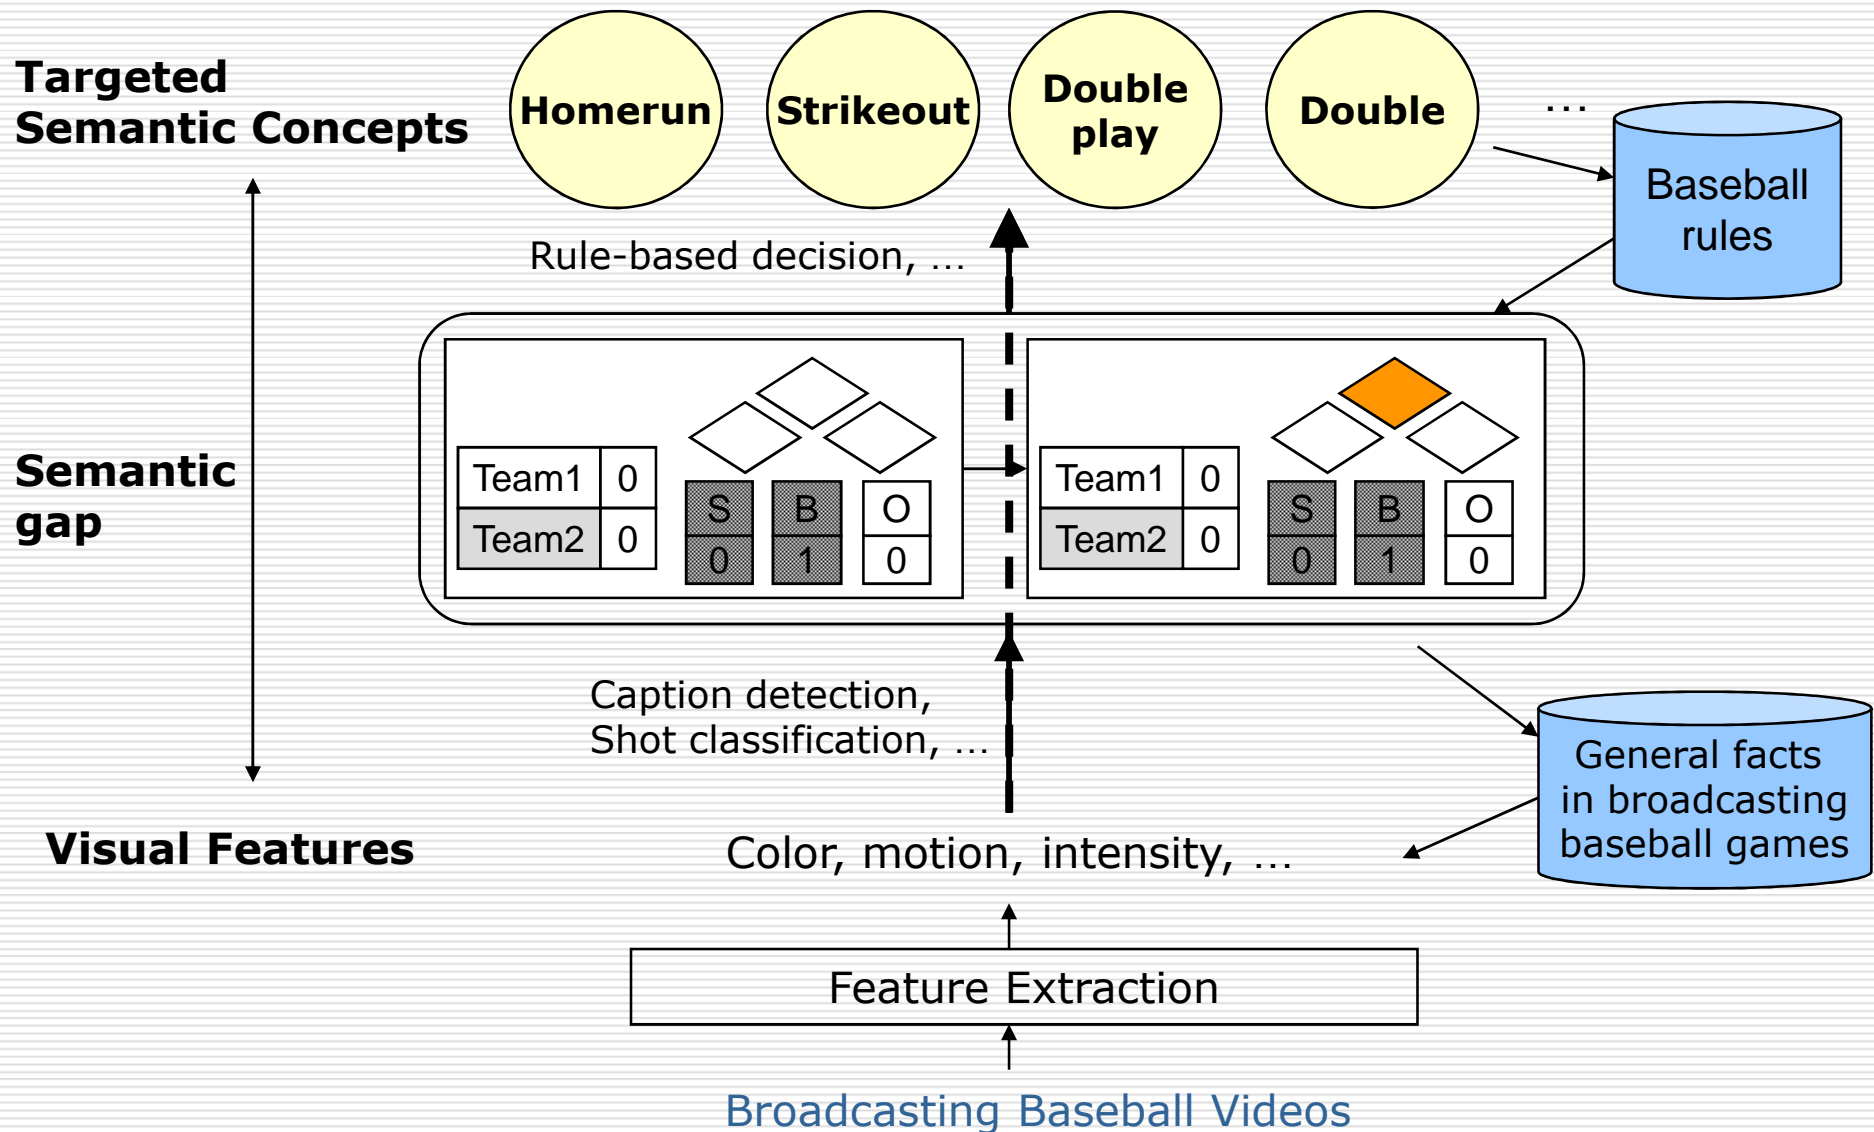 Targeted
Semantic Concepts
Homerun
Strikeout
Double
play
Double
...
Baseball
rules
Rule-based decision, ...
Semantic
gap
Team1 0
Team2 0
S B O
0 1 0
Team1 0
Team2 0
S B O
0 1 0
Caption detection,
Shot classification, ...
General facts
in broadcasting
baseball games
Visual Features
Color, motion, intensity, ...
Feature Extraction
Broadcasting Baseball Videos